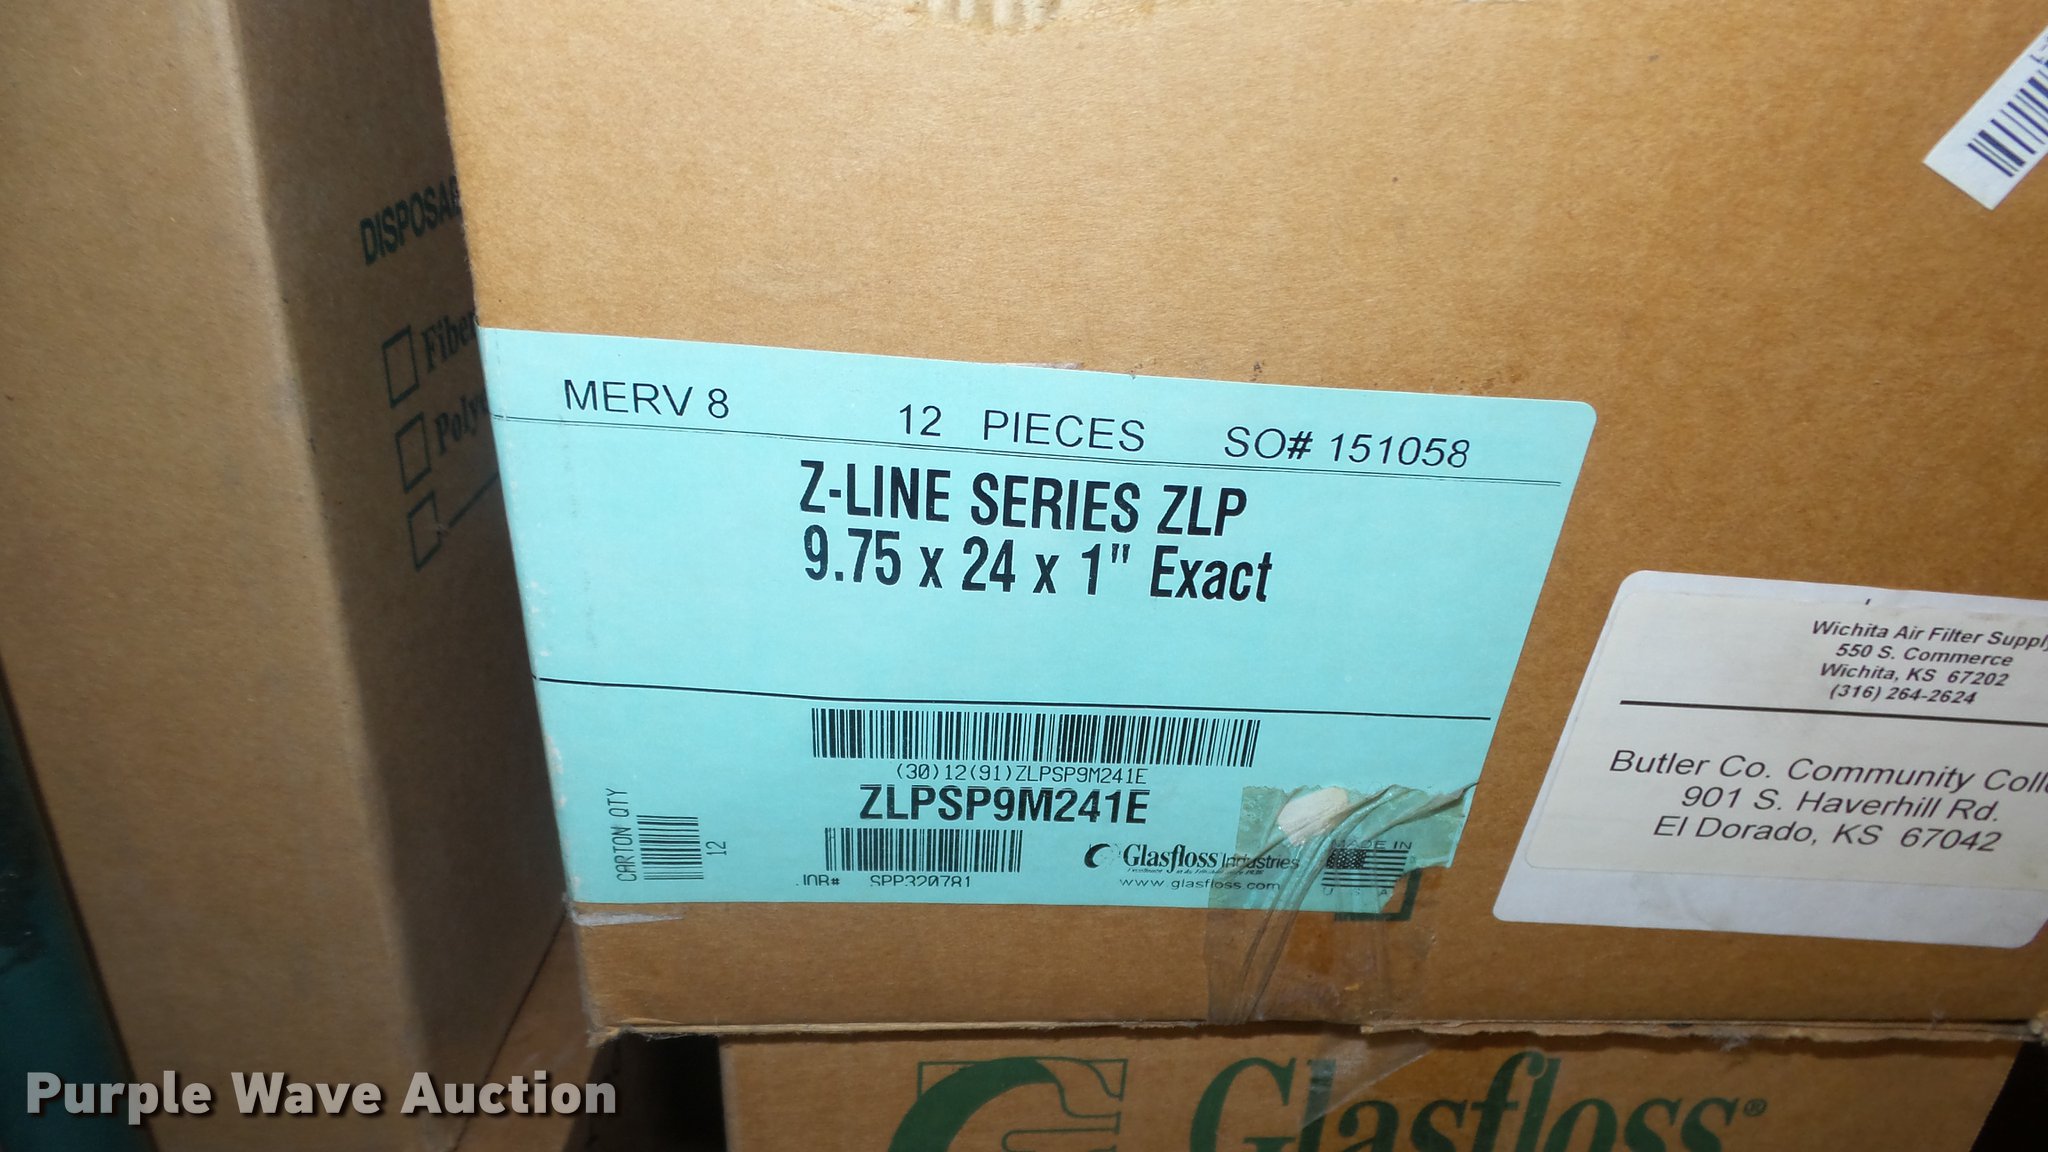 DISPOSAB
Fiber
Poly
MERV 8 12 PIECES SO# 151058
Z-LINE SERIES ZLP
9.75 x 24 x 1" Exact
(30)12(91)ZLPSP9M241E
ZLPSP9M241E
CARTON QTY
12
JOB# SPP320781
Glasfloss Industries
www.glasfloss.com
MADE IN
Wichita Air Filter Supply
550 S. Commerce
Wichita, KS 67202
(316) 264-2624
Butler Co. Community Coll
901 S. Haverhill Rd.
El Dorado, KS 67042
Glasfloss®
Purple Wave Auction